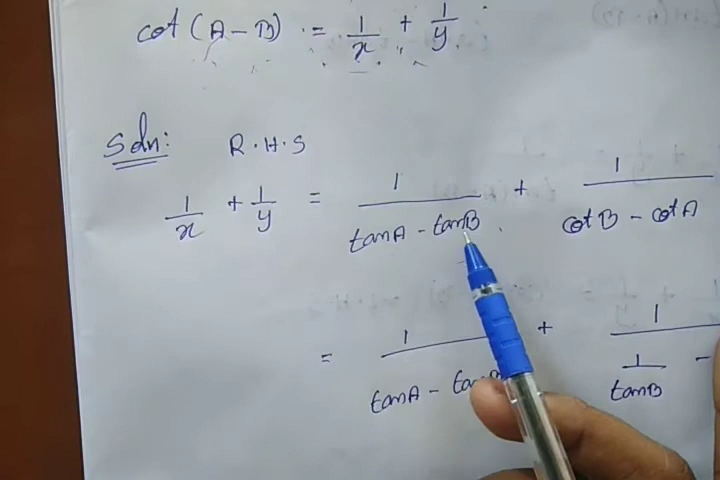 cot (A - B) = 1/x + 1/y
Soln: R.H.S
1/x + 1/y = 1/(tanA - tanB) + 1/(cotB - cotA)
= 1/(tanA - tan + 1/(1/tanB -